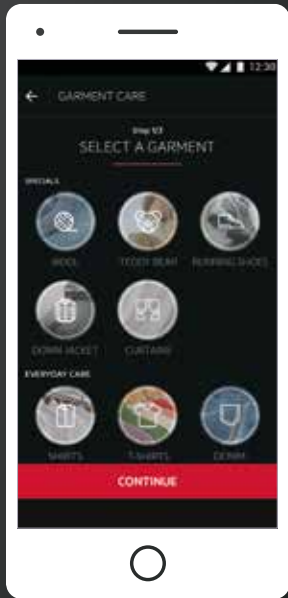 12:30
GARMENT CARE
Step 1/3
SELECT A GARMENT
SPECIALS
WOOL TEDDY BEAR RUNNING SHOES
DOWN JACKET CURTAINS
EVERYDAY CARE
SHIRTS T-SHIRTS DENIM
CONTINUE